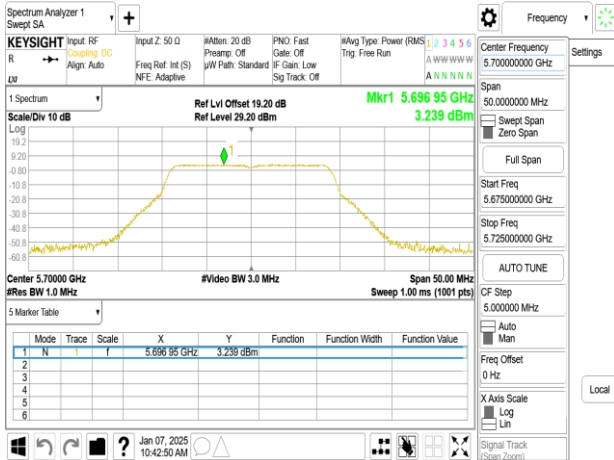 Spectrum Analyzer 1
Swept SA
+
Frequency
KEYSIGHT
R
Input: RF
Coupling: DC
Align: Auto
Input Z: 50 Ω
Freq Ref: Int (S)
NFE: Adaptive
#Atten: 20 dB
Preamp: Off
µW Path: Standard
PNO: Fast
Gate: Off
IF Gain: Low
Sig Track: Off
#Avg Type: Power (RMS
Trig: Free Run
1 2 3 4 5 6
A W W W W W
A N N N N N
1 Spectrum
Scale/Div 10 dB
Ref Lvl Offset 19.20 dB
Ref Level 29.20 dBm
Mkr1 5.696 95 GHz
3.239 dBm
Log
19.2
9.20
-0.80
-10.8
-20.8
-30.8
-40.8
-50.8
-60.8
1
Center 5.70000 GHz
#Res BW 1.0 MHz
#Video BW 3.0 MHz
Span 50.00 MHz
Sweep 1.00 ms (1001 pts)
5 Marker Table
Mode Trace Scale X Y Function Function Width Function Value
1 N 1 f 5.696 95 GHz 3.239 dBm
2
3
4
5
6
Jan 07, 2025
10:42:50 AM
?
Center Frequency
5.700000000 GHz
Span
50.0000000 MHz
Swept Span
Zero Span
Full Span
Start Freq
5.675000000 GHz
Stop Freq
5.725000000 GHz
AUTO TUNE
CF Step
5.000000 MHz
Auto
Man
Freq Offset
0 Hz
X Axis Scale
Log
Lin
Signal Track
(Span Zoom)
Settings
Local